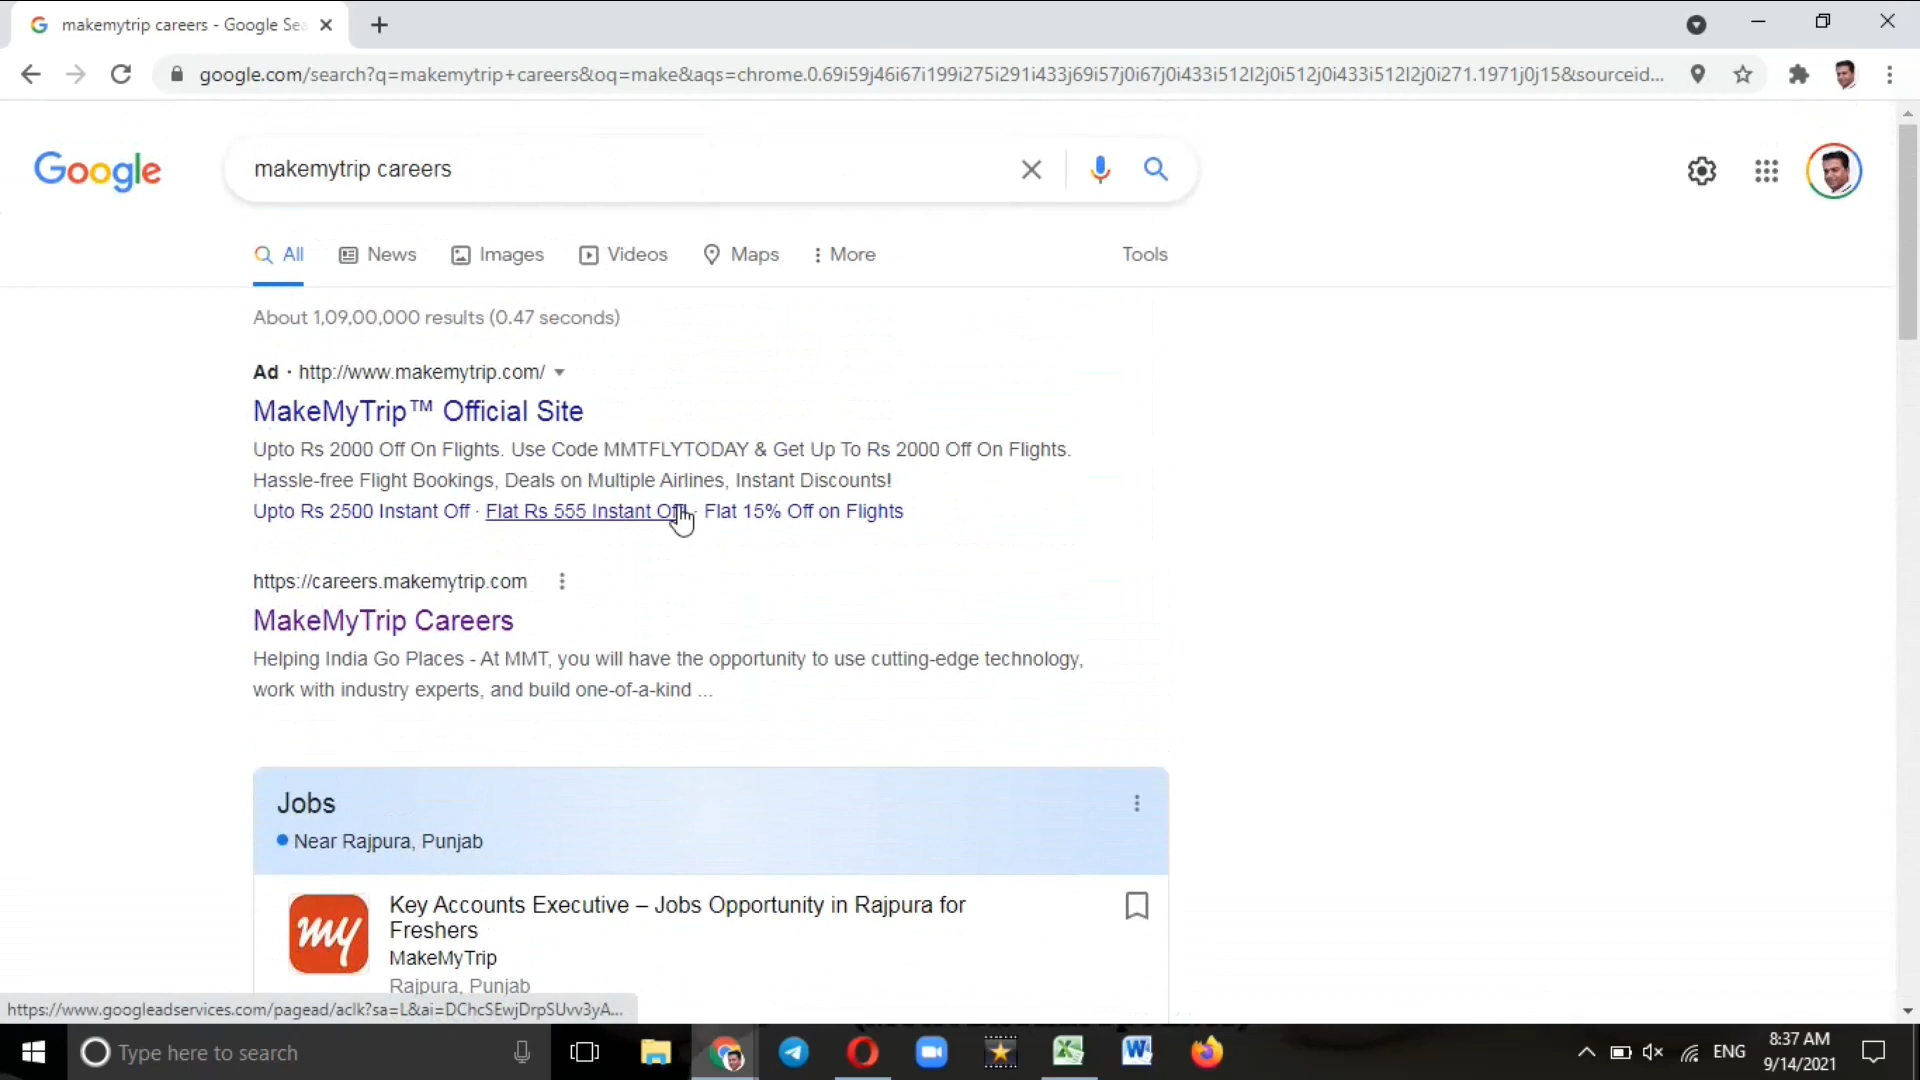 makemytrip careers - Google Sea
google.com/search?q=makemytrip+careers&oq=make&aqs=chrome.0.69i59j46i67i199i275i291i433j69i57j0i67j0i433i512l2j0i512j0i433i512l2j0i271.1971j0j15&sourceid...
Google
makemytrip careers
All
News
Images
Videos
Maps
More
Tools
About 1,09,00,000 results (0.47 seconds)
Ad · http://www.makemytrip.com/
MakeMyTrip™ Official Site
Upto Rs 2000 Off On Flights. Use Code MMTFLYTODAY & Get Up To Rs 2000 Off On Flights.
Hassle-free Flight Bookings, Deals on Multiple Airlines, Instant Discounts!
Upto Rs 2500 Instant Off · Flat Rs 555 Instant Off · Flat 15% Off on Flights
https://careers.makemytrip.com
MakeMyTrip Careers
Helping India Go Places - At MMT, you will have the opportunity to use cutting-edge technology,
work with industry experts, and build one-of-a-kind ...
Jobs
Near Rajpura, Punjab
my
Key Accounts Executive – Jobs Opportunity in Rajpura for
Freshers
MakeMyTrip
Rajpura, Punjab
https://www.googleadservices.com/pagead/aclk?sa=L&ai=DChcSEwjDrpSUvv3yA...
Type here to search
ENG
8:37 AM
9/14/2021